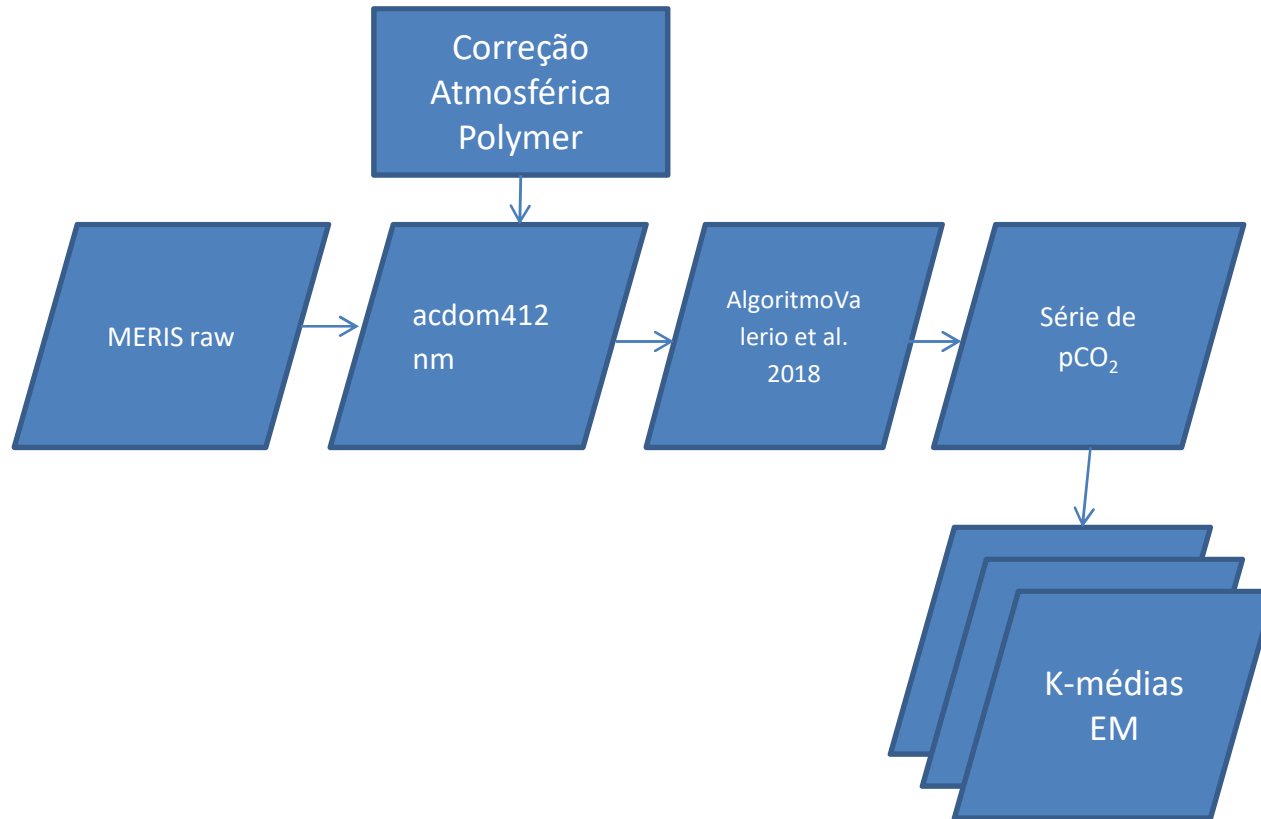 Correção
Atmosférica
Polymer
MERIS raw
acdom412
nm
AlgoritmoVa
lerio et al.
2018
Série de
pCO₂
K-médias
EM